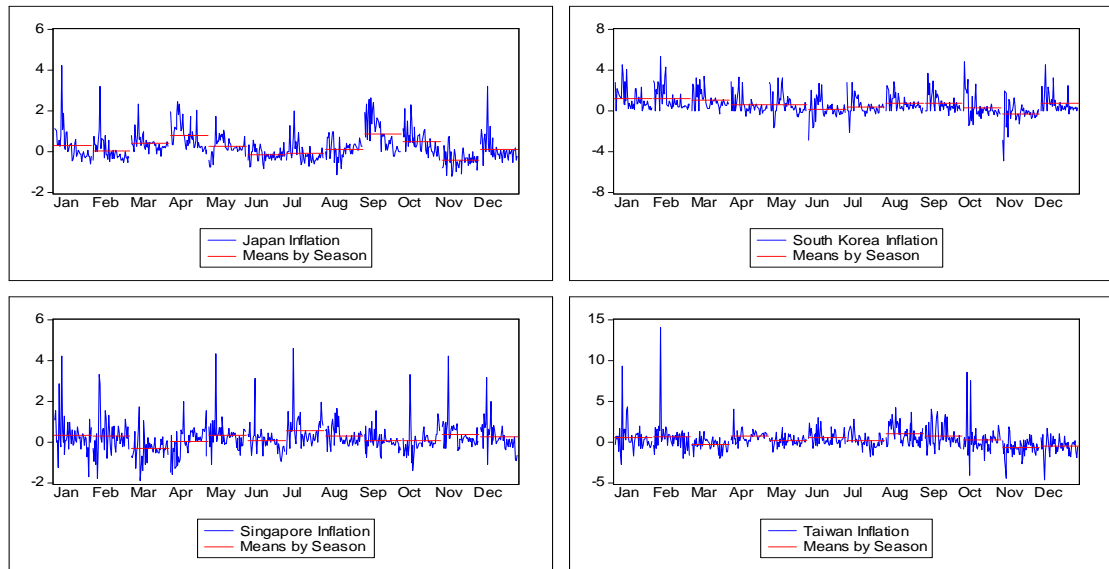 6
4
2
0
-2
Jan Feb Mar Apr May Jun Jul Aug Sep Oct Nov Dec
Japan Inflation
Means by Season
8
4
0
-4
-8
Jan Feb Mar Apr May Jun Jul Aug Sep Oct Nov Dec
South Korea Inflation
Means by Season
6
4
2
0
-2
Jan Feb Mar Apr May Jun Jul Aug Sep Oct Nov Dec
Singapore Inflation
Means by Season
15
10
5
0
-5
Jan Feb Mar Apr May Jun Jul Aug Sep Oct Nov Dec
Taiwan Inflation
Means by Season